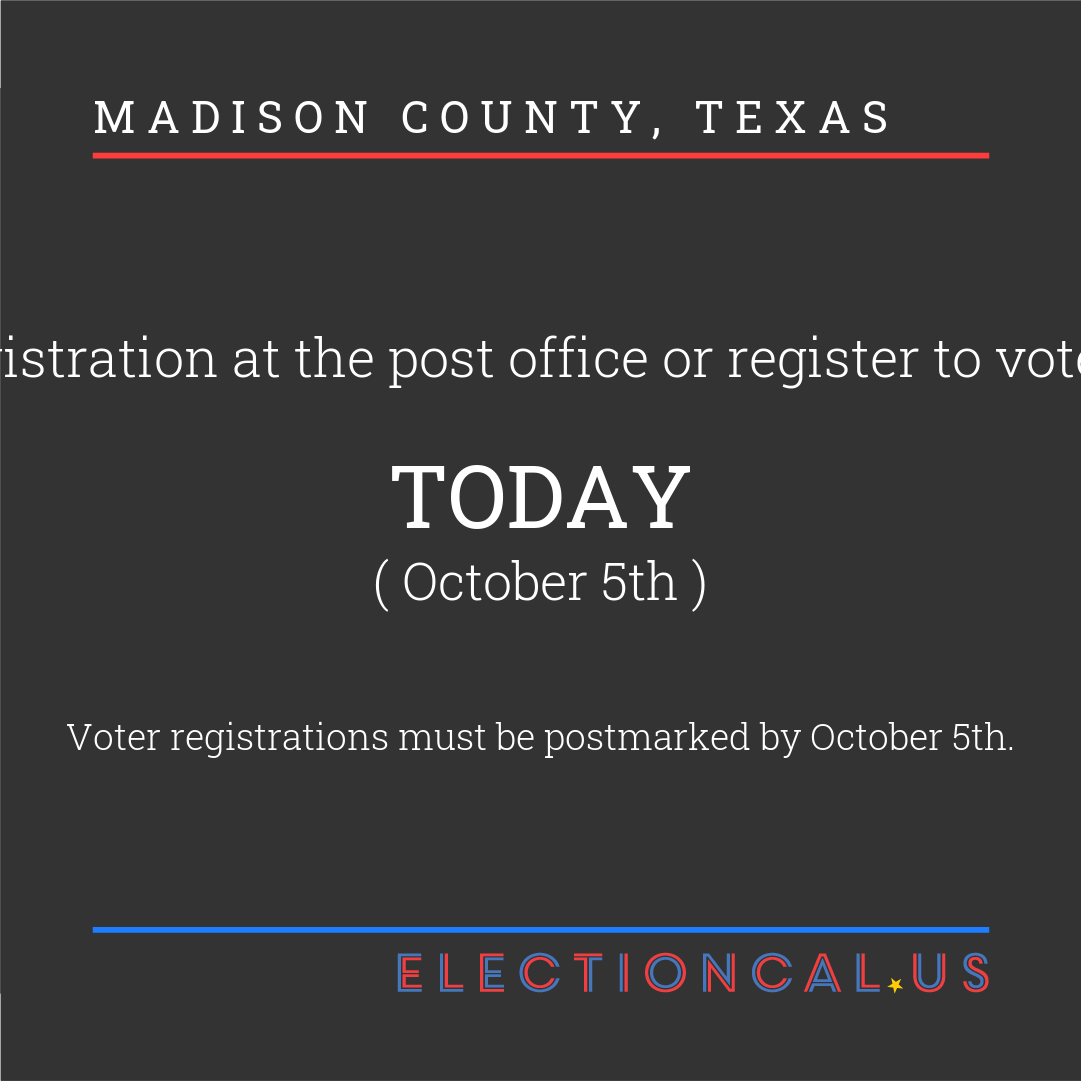 MADISON COUNTY, TEXAS
istration at the post office or register to vote
TODAY
( October 5th )
Voter registrations must be postmarked by October 5th.
ELECTIONCAL.US